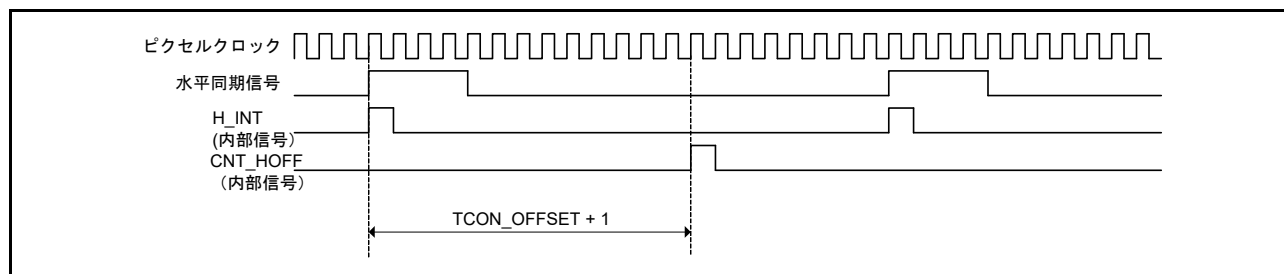 ピクセルクロック
水平同期信号
H_INT
(内部信号）
CNT_HOFF
（内部信号）
TCON_OFFSET + 1